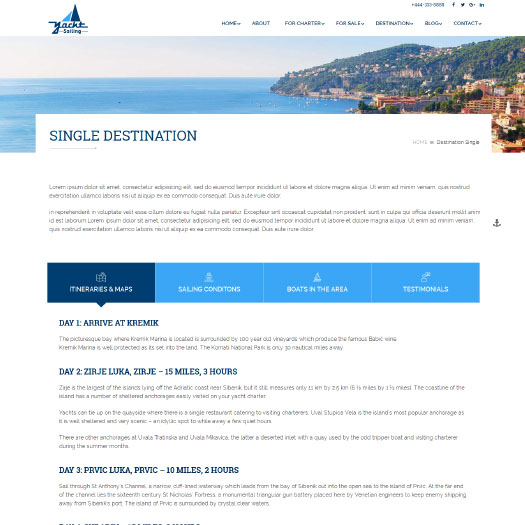 +444-333-8888
Yacht
Sailing
HOME ABOUT FOR CHARTER FOR SALE DESTINATION BLOG CONTACT
SINGLE DESTINATION
HOME Destination Single
Lorem ipsum dolor sit amet, consectetur adipisicing elit, sed do eiusmod tempor incididunt ut labore et dolore magna aliqua. Ut enim ad minim veniam, quis nostrud
exercitation ullamco laboris nisi ut aliquip ex ea commodo consequat. Duis aute irure dolor.
in reprehenderit in voluptate velit esse cillum dolore eu fugiat nulla pariatur. Excepteur sint occaecat cupidatat non proident, sunt in culpa qui officia deserunt mollit anim
id est laborum Lorem ipsum dolor sit amet, consectetur adipisicing elit, sed do eiusmod tempor incididunt ut labore et dolore magna aliqua. Ut enim ad minim veniam,
quis nostrud exercitation ullamco laboris nisi ut aliquip ex ea commodo consequat. Duis aute irure dolor.
ITINERARIES & MAPS SAILING CONDITONS BOATS IN THE AREA TESTIMONIALS
DAY 1: ARRIVE AT KREMIK
The picturesque bay where Kremik Marina is located is surrounded by 100 year old vineyards which produce the famous Babić wine.
Kremik Marina is well protected as its set into the land. The Kornati National Park is only 30 nautical miles away.
DAY 2: ZIRJE LUKA, ZIRJE – 15 MILES, 3 HOURS
Zirje is the largest of the islands lying off the Adriatic coast near Sibenik but it still measures only 11 km by 2.5 km (6 ⅞ miles by 1 ½ miles). The coastline of the
island has a number of sheltered anchorages easily visited on your yacht charter.
Yachts can tie up on the quayside where there is a single restaurant catering to visiting charterers. Uval Stupica Vela is the island's most popular anchorage as
it is well sheltered and very scenic – an idyllic spot to while away a few quiet hours.
There are other anchorages at Uvala Tratinska and Uvala Mikavica, the latter a deserted inlet with a quay used by the odd tripper boat and visiting charterer
during the summer months.
DAY 3: PRVIC LUKA, PRVIC – 10 MILES, 2 HOURS
Sail through St Anthony's Channel, a narrow, cliff-lined waterway which leads from the bay of Sibenik out into the open sea to the island of Prvic. At the far end
of the channel lies the sixteenth century St Nicholas' Fortress, a monumental triangular gun battery placed here by Venetian engineers to keep enemy shipping
away from Sibenik's port. The island of Prvic is surrounded by crystal clear waters.